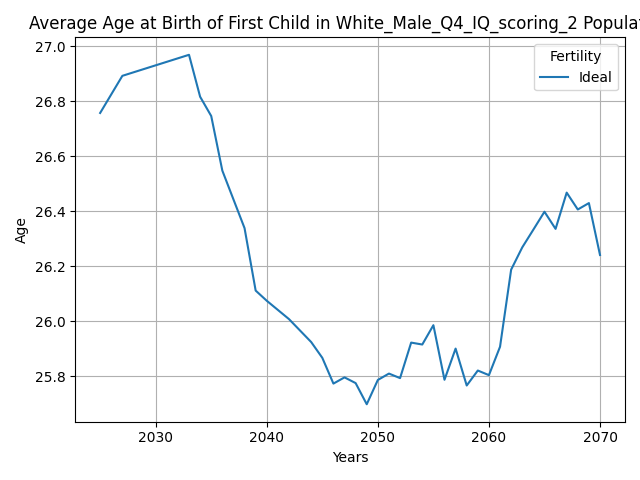 Average Age at Birth of First Child in White_Male_Q4_IQ_scoring_2
Fertility
Ideal
27.0
26.8
26.6
26.4
26.2
26.0
25.8
Age
2030 2040 2050 2060 2070
Years